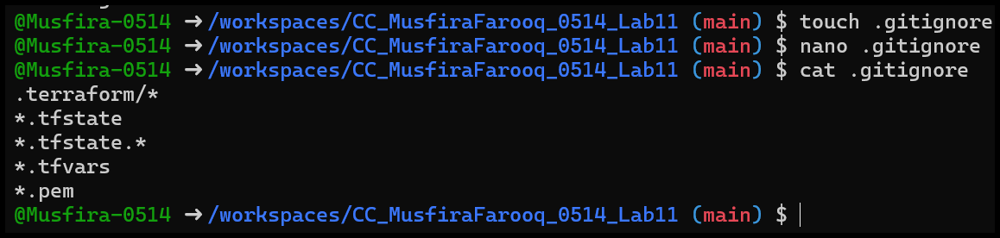 @Musfira-0514 ➜ /workspaces/CC_MusfiraFarooq_0514_Lab11 (main) $ touch .gitignore
@Musfira-0514 ➜ /workspaces/CC_MusfiraFarooq_0514_Lab11 (main) $ nano .gitignore
@Musfira-0514 ➜ /workspaces/CC_MusfiraFarooq_0514_Lab11 (main) $ cat .gitignore
.terraform/*
*.tfstate
*.tfstate.*
*.tfvars
*.pem
@Musfira-0514 ➜ /workspaces/CC_MusfiraFarooq_0514_Lab11 (main) $